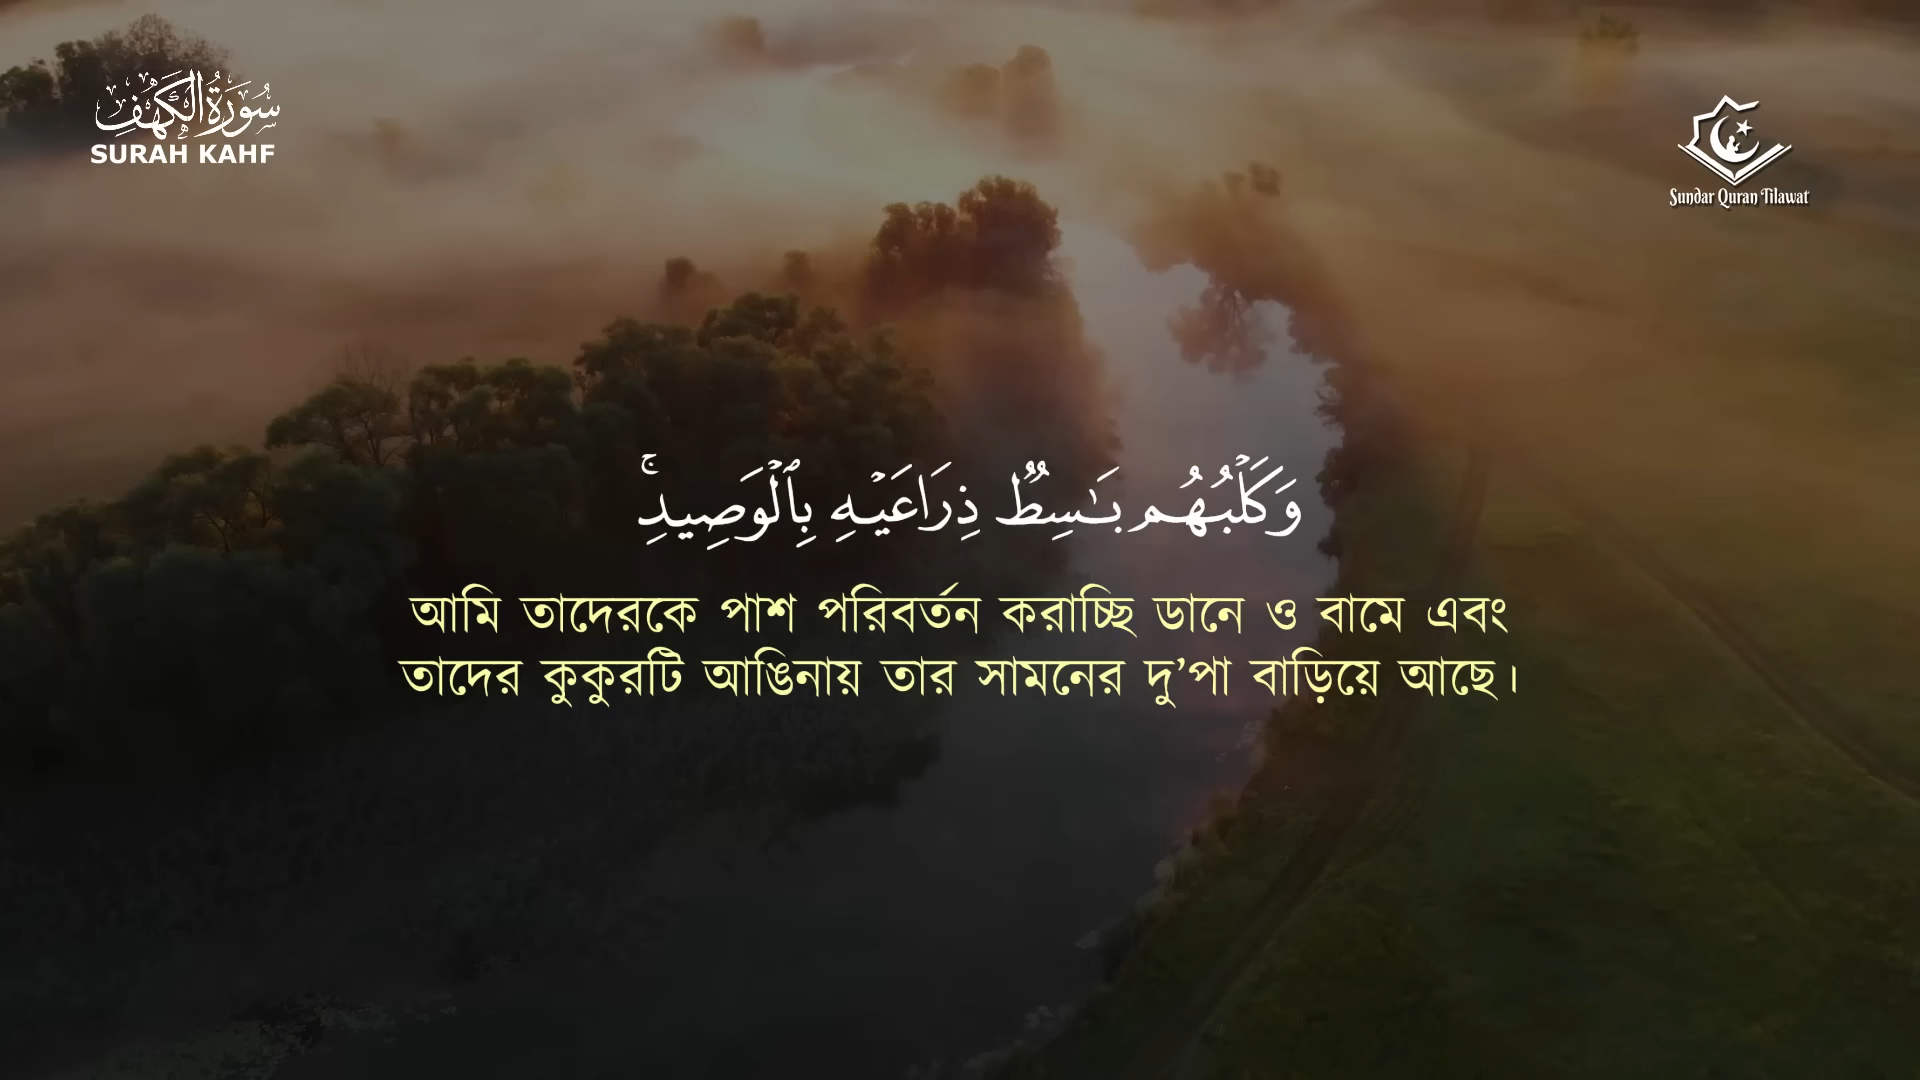 سُورَةُ الْكَهْفِ
SURAH KAHF
Sundar Quran Tilawat
وَكَلْبُهُم بَـٰسِطٌ ذِرَاعَيْهِ بِٱلْوَصِيدِ ۚ
আমি তাদেরকে পাশ পরিবর্তন করাচ্ছি ডানে ও বামে এবং
তাদের কুকুরটি আঙিনায় তার সামনের দু’পা বাড়িয়ে আছে।